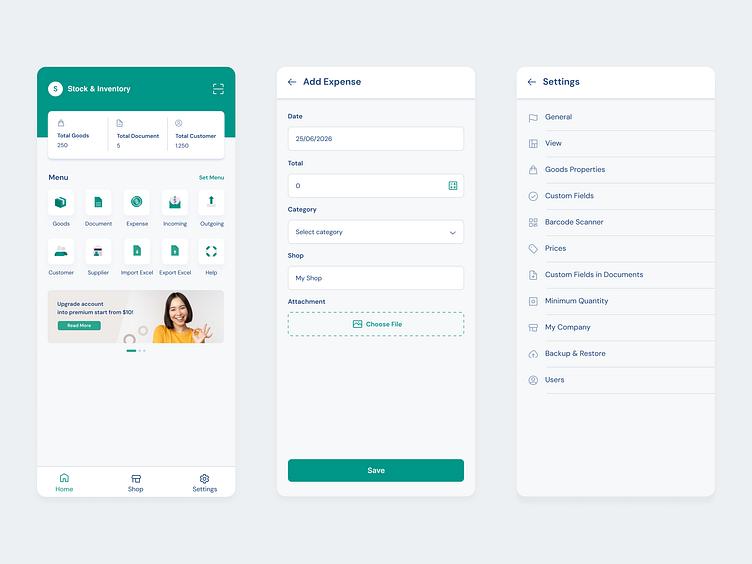 S Stock & Inventory
Total Goods
250
Total Document
5
Total Customer
1.250
Menu
Set Menu
Goods
Document
Expense
Incoming
Outgoing
Customer
Supplier
Import Excel
Export Excel
Help
Upgrade account
into premium start from $10!
Read More
Home
Shop
Settings
Add Expense
Date
25/06/2026
Total
0
Category
Select category
Shop
My Shop
Attachment
Choose File
Save
Settings
General
View
Goods Properties
Custom Fields
Barcode Scanner
Prices
Custom Fields in Documents
Minimum Quantity
My Company
Backup & Restore
Users